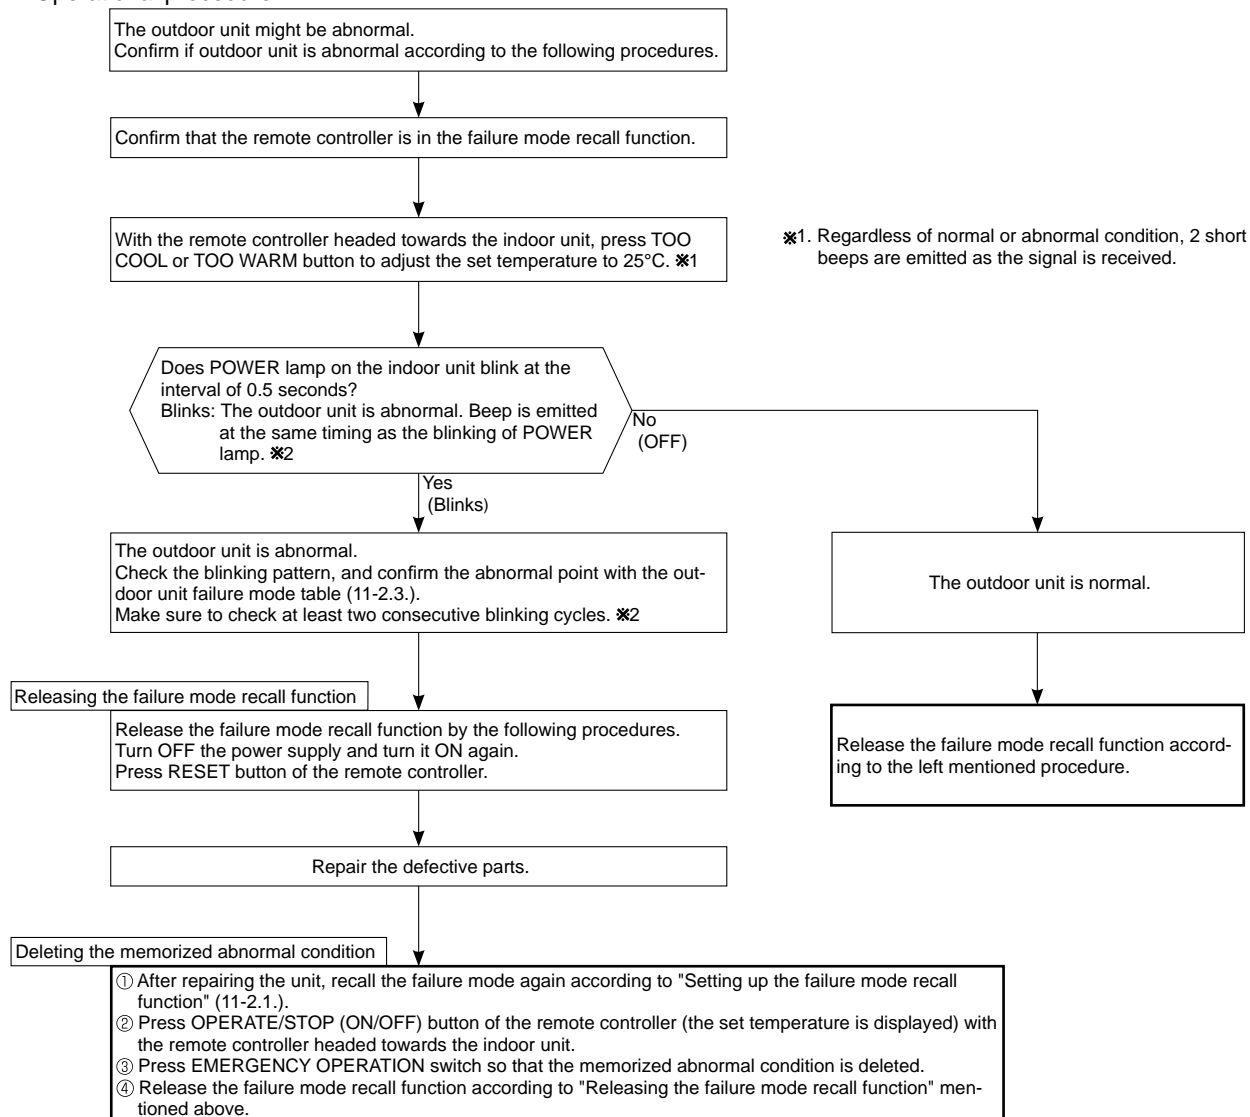 The outdoor unit might be abnormal.
Confirm if outdoor unit is abnormal according to the following procedures.
Confirm that the remote controller is in the failure mode recall function.
With the remote controller headed towards the indoor unit, press TOO
COOL or TOO WARM button to adjust the set temperature to 25°C. ※1
※1. Regardless of normal or abnormal condition, 2 short
beeps are emitted as the signal is received.
Does POWER lamp on the indoor unit blink at the
interval of 0.5 seconds?
Blinks: The outdoor unit is abnormal. Beep is emitted
at the same timing as the blinking of POWER
lamp. ※2
No
(OFF)
Yes
(Blinks)
The outdoor unit is abnormal.
Check the blinking pattern, and confirm the abnormal point with the out-
door unit failure mode table (11-2.3.).
Make sure to check at least two consecutive blinking cycles. ※2
The outdoor unit is normal.
Releasing the failure mode recall function
Release the failure mode recall function by the following procedures.
Turn OFF the power supply and turn it ON again.
Press RESET button of the remote controller.
Release the failure mode recall function accord-
ing to the left mentioned procedure.
Repair the defective parts.
Deleting the memorized abnormal condition
① After repairing the unit, recall the failure mode again according to "Setting up the failure mode recall
function" (11-2.1.).
② Press OPERATE/STOP (ON/OFF) button of the remote controller (the set temperature is displayed) with
the remote controller headed towards the indoor unit.
③ Press EMERGENCY OPERATION switch so that the memorized abnormal condition is deleted.
④ Release the failure mode recall function according to "Releasing the failure mode recall function" men-
tioned above.